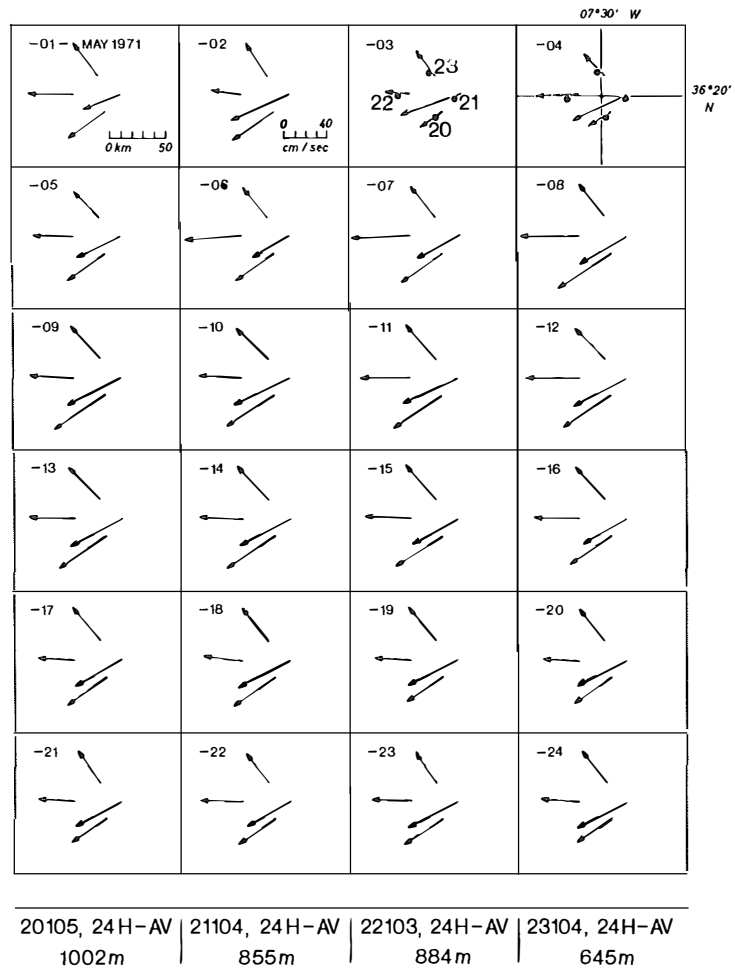 07°30' W
-01- MAY 1971
-02
-03
-04
23
22
21
20
36°20'
N
0 km 50
0 40
cm / sec
-05
-06
-07
-08
-09
-10
-11
-12
-13
-14
-15
-16
-17
-18
-19
-20
-21
-22
-23
-24
20105, 24H-AV
1002m
21104, 24H-AV
855m
22103, 24H-AV
884m
23104, 24H-AV
645m